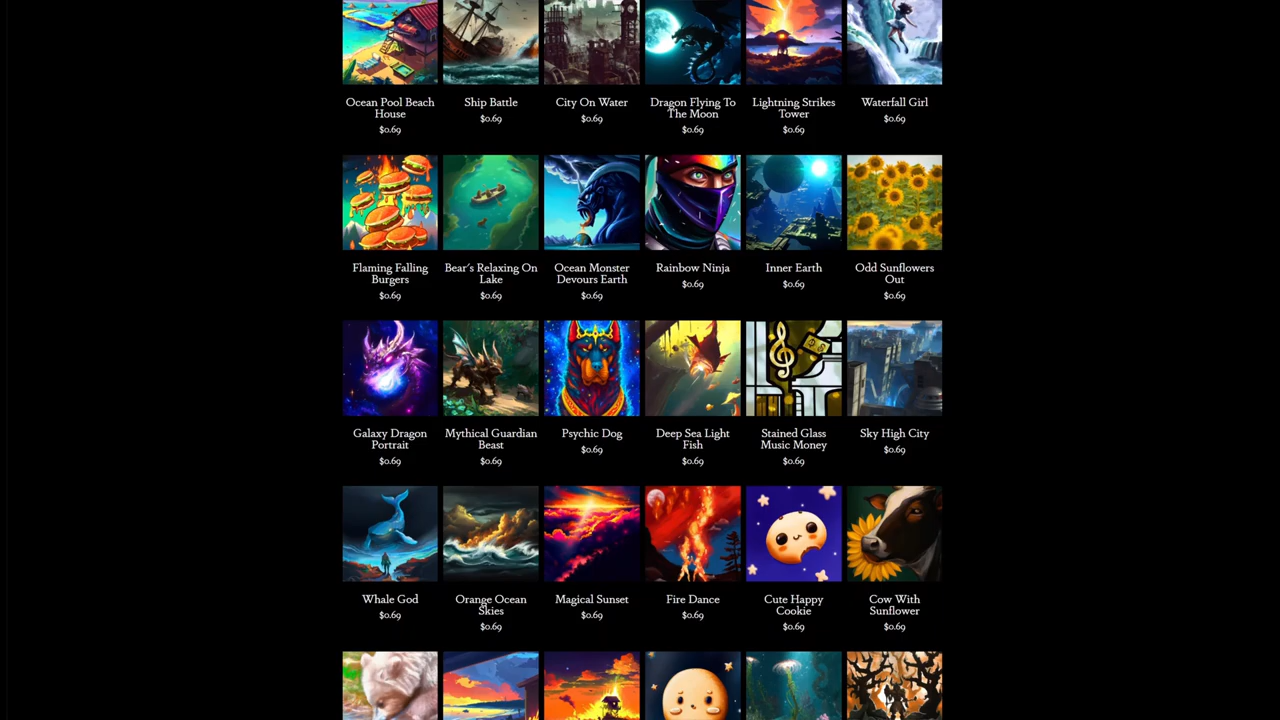 Ocean Pool Beach
House
$0.69
Ship Battle
$0.69
City On Water
$0.69
Dragon Flying To
The Moon
$0.69
Lightning Strikes
Tower
$0.69
Waterfall Girl
$0.69
Flaming Falling
Burgers
$0.69
Bear's Relaxing On
Lake
$0.69
Ocean Monster
Devours Earth
$0.69
Rainbow Ninja
$0.69
Inner Earth
$0.69
Odd Sunflowers
Out
$0.69
Galaxy Dragon
Portrait
$0.69
Mythical Guardian
Beast
$0.69
Psychic Dog
$0.69
Deep Sea Light
Fish
$0.69
Stained Glass
Music Money
$0.69
Sky High City
$0.69
Whale God
$0.69
Orange Ocean
Skies
$0.69
Magical Sunset
$0.69
Fire Dance
$0.69
Cute Happy
Cookie
$0.69
Cow With
Sunflower
$0.69